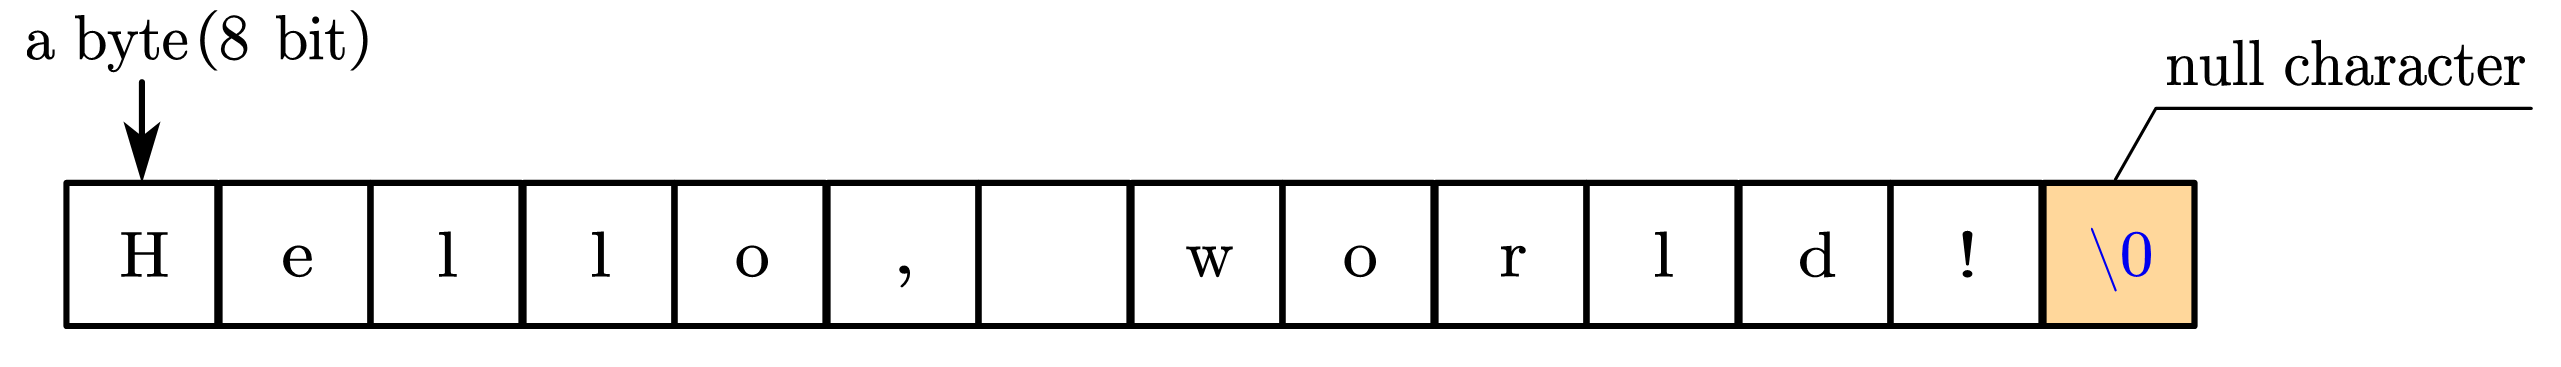 a byte(8 bit)
null character
H e l l o , w o r l d ! \0